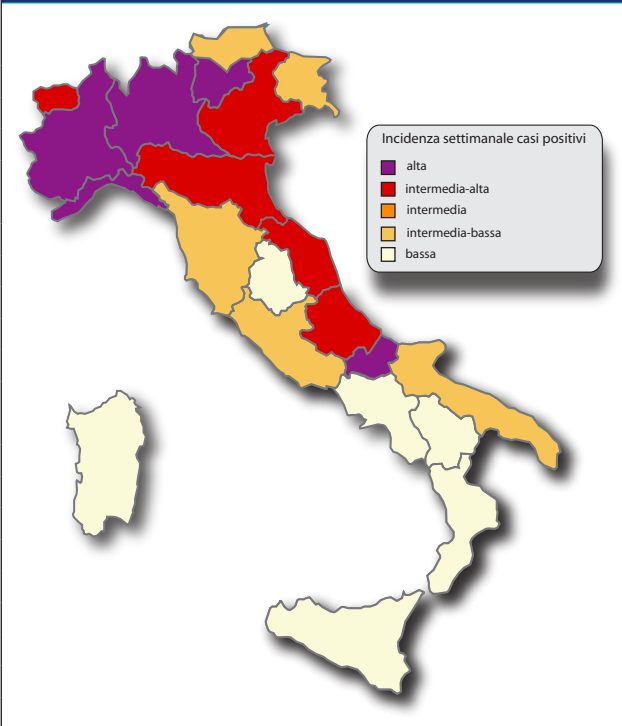 Incidenza settimanale casi positivi
alta
intermedia-alta
intermedia
intermedia-bassa
bassa